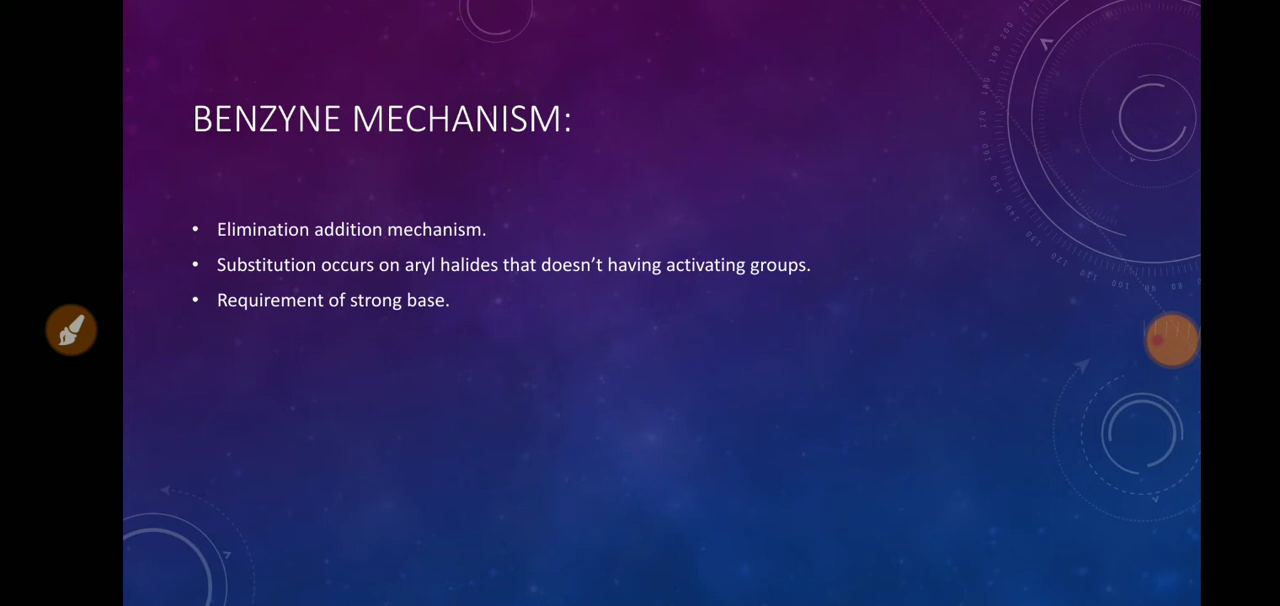 BENZYNE MECHANISM:
• Elimination addition mechanism.
• Substitution occurs on aryl halides that doesn't having activating groups.
• Requirement of strong base.